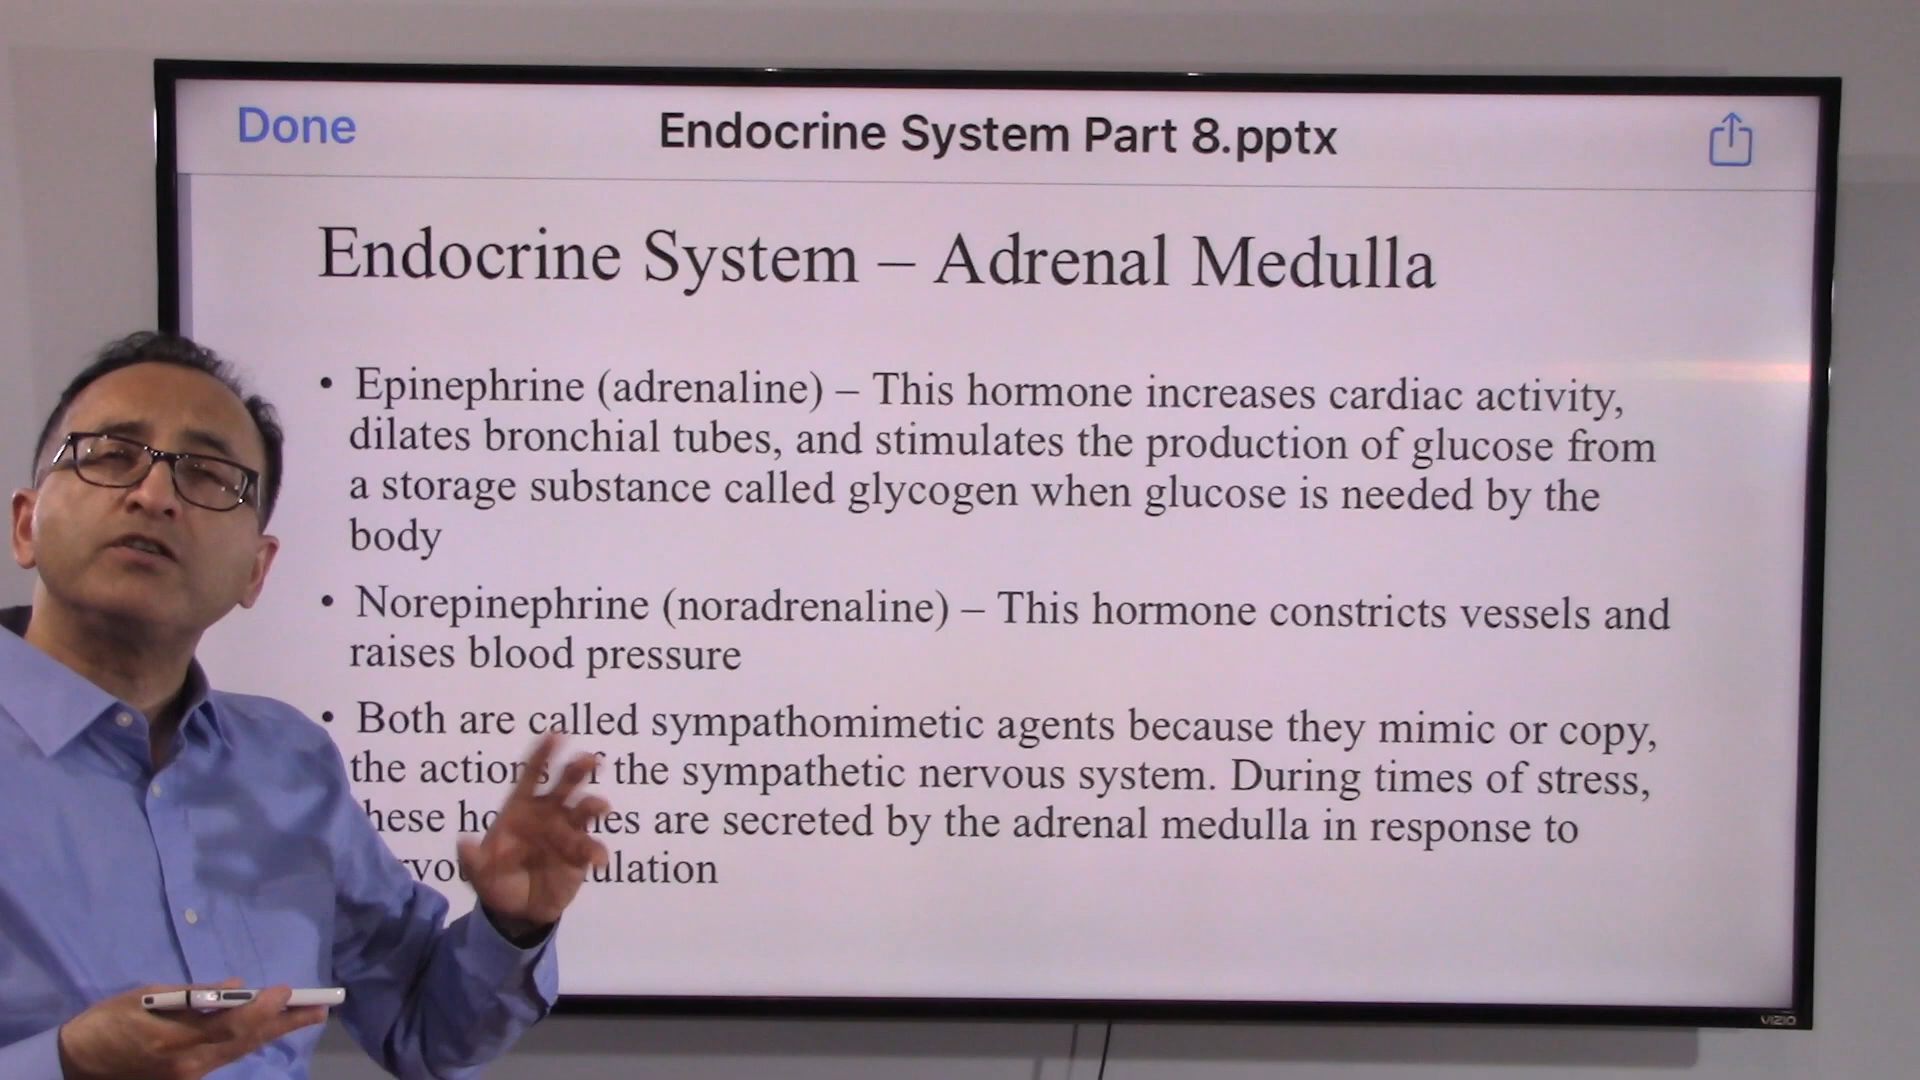 Done
Endocrine System Part 8.pptx
Endocrine System – Adrenal Medulla
• Epinephrine (adrenaline) – This hormone increases cardiac activity,
dilates bronchial tubes, and stimulates the production of glucose from
a storage substance called glycogen when glucose is needed by the
body
• Norepinephrine (noradrenaline) – This hormone constricts vessels and
raises blood pressure
• Both are called sympathomimetic agents because they mimic or copy,
the actions of the sympathetic nervous system. During times of stress,
are secreted by the adrenal medulla in response to
VIZIO